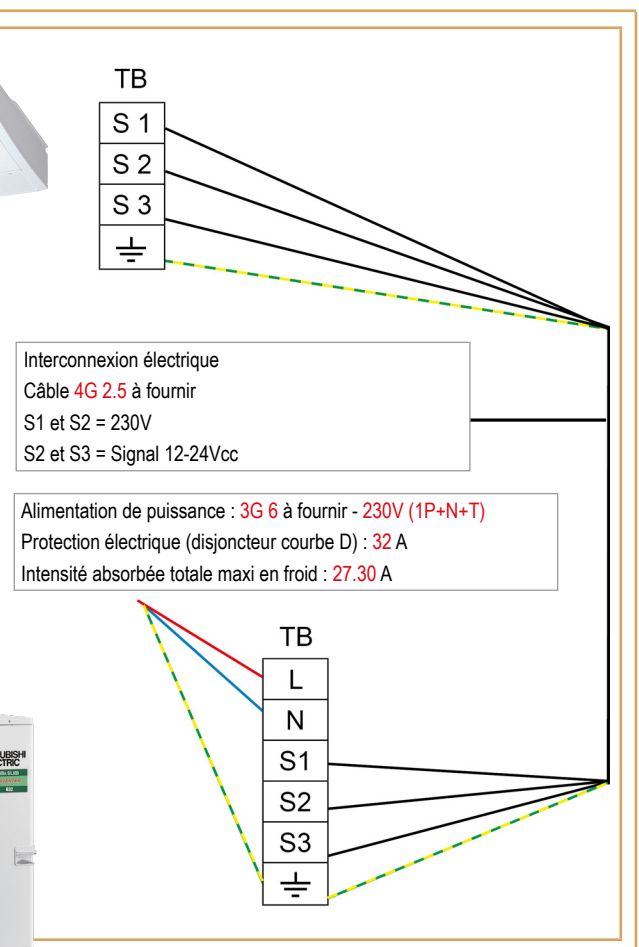 TB
S 1
S 2
S 3
Interconnexion électrique
Câble 4G 2.5 à fournir
S1 et S2 = 230V
S2 et S3 = Signal 12-24Vcc
Alimentation de puissance : 3G 6 à fournir - 230V (1P+N+T)
Protection électrique (disjoncteur courbe D) : 32 A
Intensité absorbée totale maxi en froid : 27.30 A
TB
L
N
S1
S2
S3
UBISHI
CTRIC